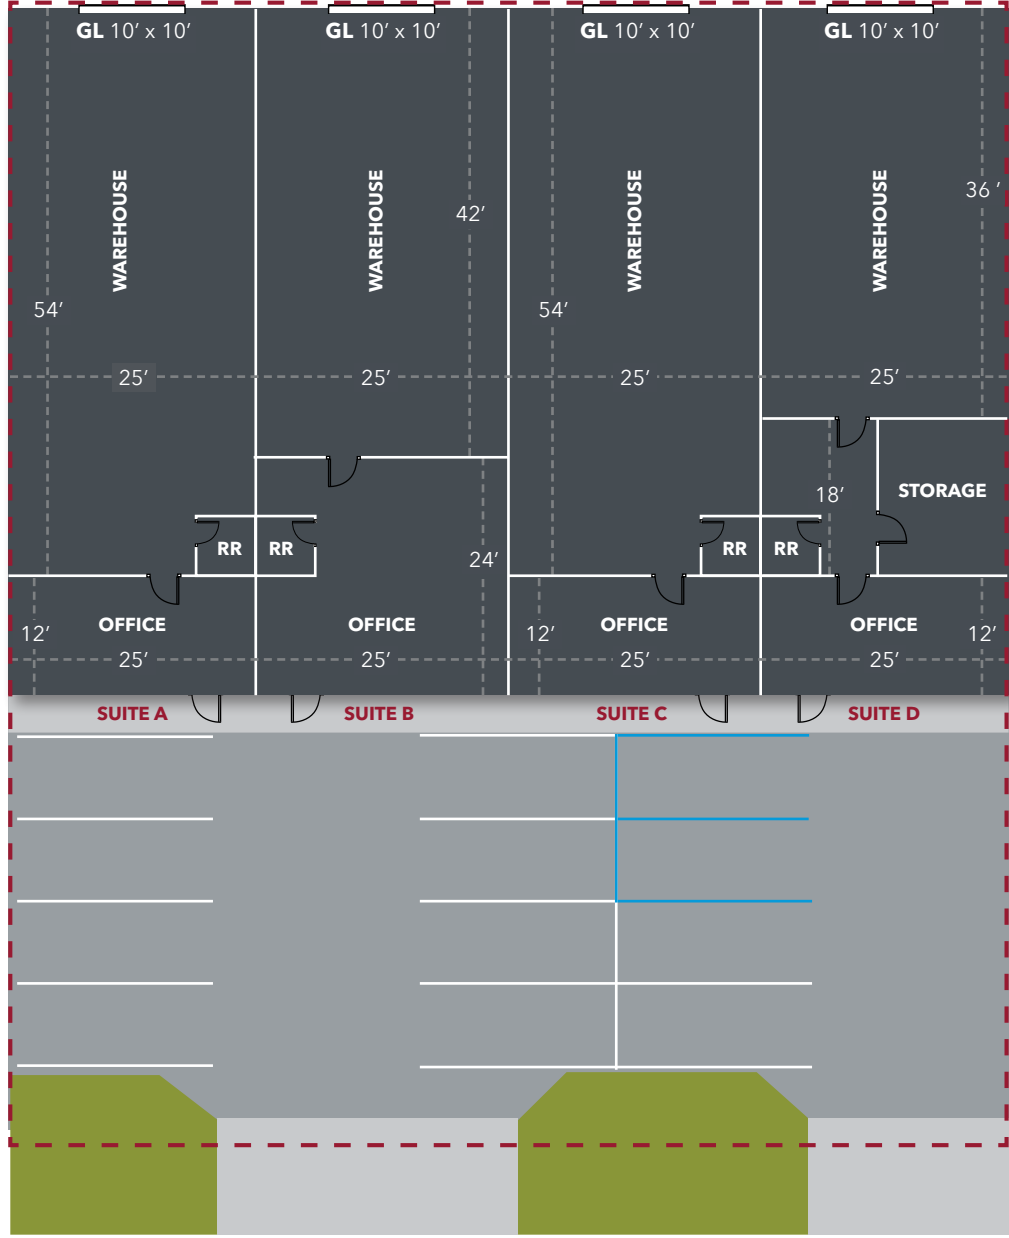 GL 10’ x 10’ GL 10’ x 10’ GL 10’ x 10’ GL 10’ x 10’
WAREHOUSE WAREHOUSE WAREHOUSE WAREHOUSE
36 ’
42’
54’ 54’
25’ 25’ 25’ 25’
18’ STORAGE
RR RR RR RR
24’
OFFICE OFFICE OFFICE OFFICE
12’ 12’ 12’
25’ 25’ 25’ 25’
SUITE A SUITE B SUITE C SUITE D